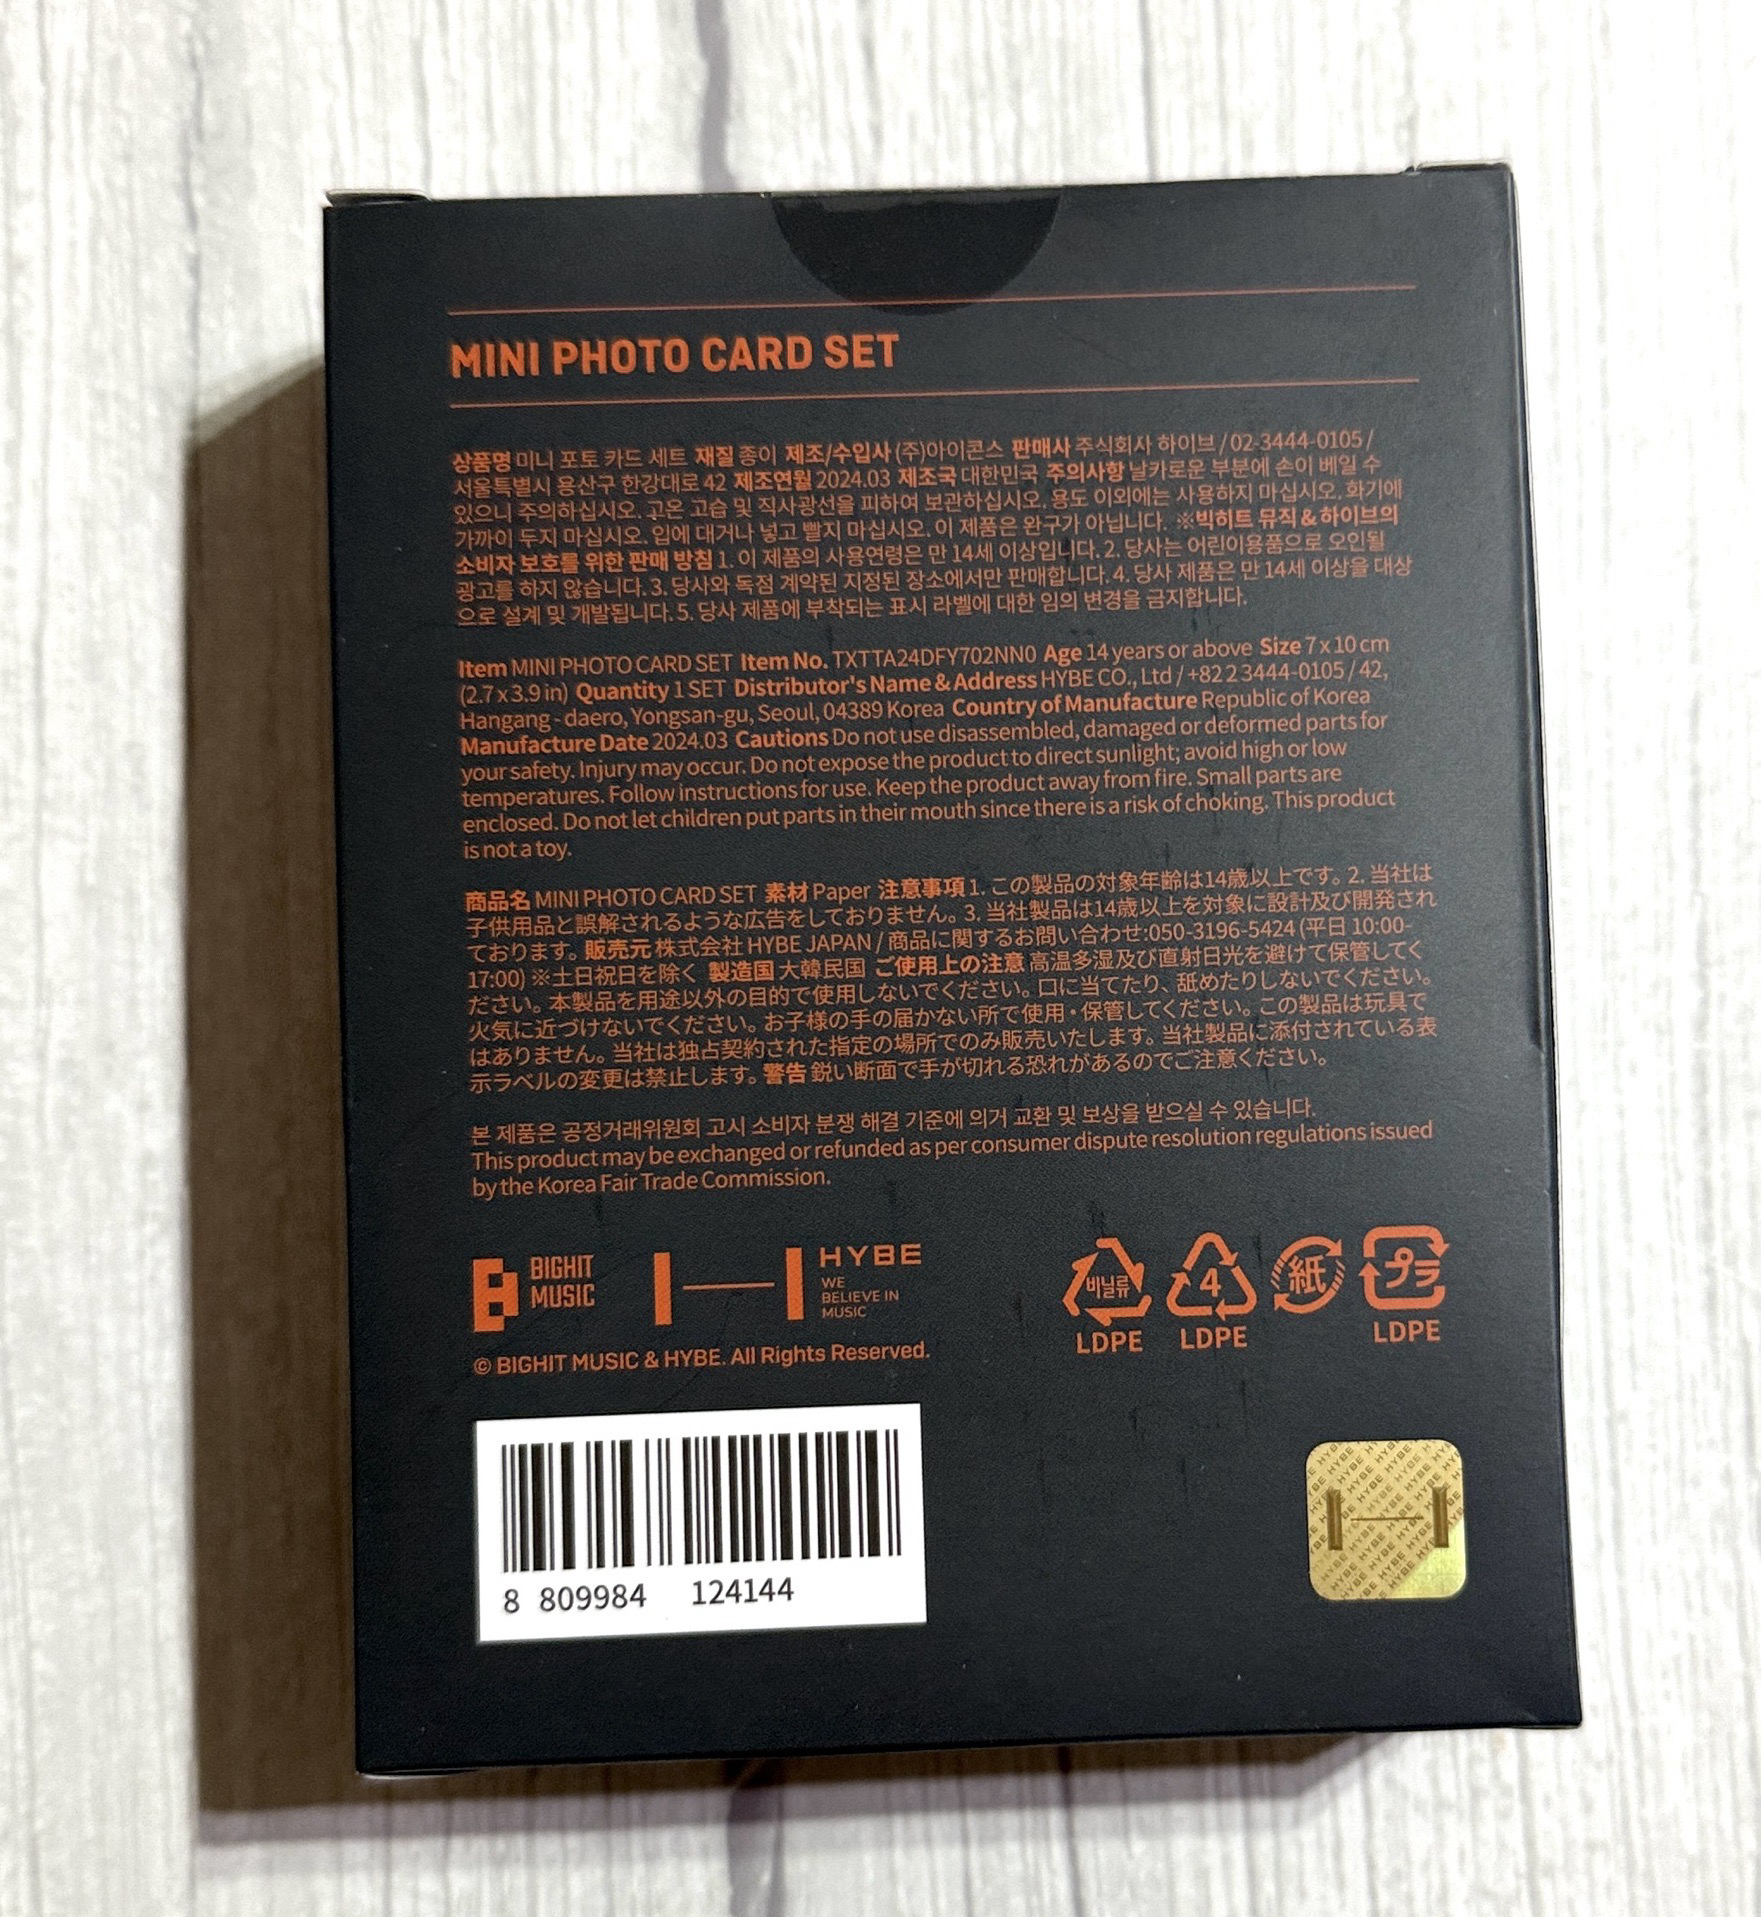 MINI PHOTO CARD SET
상품명 미니 포토 카드 세트 재질 종이 제조/수입사 (주)아이콘스 판매사 주식회사 하이브 / 02-3444-0105 /
서울특별시 용산구 한강대로 42 제조연월 2024.03 제조국 대한민국 주의사항 날카로운 부분에 손이 베일 수
있으니 주의하십시오. 고온 고습 및 직사광선을 피하여 보관하십시오. 용도 이외에는 사용하지 마십시오. 화기에
가까이 두지 마십시오. 입에 대거나 넣고 빨지 마십시오. 이 제품은 완구가 아닙니다. ※빅히트 뮤직 & 하이브의
소비자 보호를 위한 판매 방침 1. 이 제품의 사용연령은 만 14세 이상입니다. 2. 당사는 어린이용품으로 오인될
광고를 하지 않습니다. 3. 당사와 독점 계약된 지정된 장소에서만 판매합니다. 4. 당사 제품은 만 14세 이상을 대상
으로 설계 및 개발됩니다. 5. 당사 제품에 부착되는 표시 라벨에 대한 임의 변경을 금지합니다.
Item MINI PHOTO CARD SET Item No. TXTTA24DFY702NN0 Age 14 years or above Size 7 x 10 cm
(2.7 x 3.9 in) Quantity 1 SET Distributor's Name & Address HYBE CO., Ltd / +82 2 3444-0105 / 42,
Hangang-daero, Yongsan-gu, Seoul, 04389 Korea Country of Manufacture Republic of Korea
Manufacture Date 2024.03 Cautions Do not use disassembled, damaged or deformed parts for
your safety. Injury may occur. Do not expose the product to direct sunlight; avoid high or low
temperatures. Follow instructions for use. Keep the product away from fire. Small parts are
enclosed. Do not let children put parts in their mouth since there is a risk of choking. This product
is not a toy.
商品名 MINI PHOTO CARD SET 素材 Paper 注意事項 1. この製品の対象年齢は14歳以上です。2. 当社は
子供用品と誤解されるような広告をしておりません。3. 当社製品は14歳以上を対象に設計及び開発され
ております。販売元 株式会社 HYBE JAPAN / 商品に関するお問い合わせ:050-3196-5424 (平日 10:00-
17:00) ※土日祝日を除く 製造国 大韓民国 ご使用上の注意 高温多湿及び直射日光を避けて保管してく
ださい。本製品を用途以外の目的で使用しないでください。口に当てたり、舐めたりしないでください。
火気に近づけないでください。お子様の手の届かない所で使用・保管してください。この製品は玩具で
はありません。当社は独占契約された指定の場所でのみ販売いたします。当社製品に添付されている表
示ラベルの変更は禁止します。警告 鋭い断面で手が切れる恐れがあるのでご注意ください。
본 제품은 공정거래위원회 고시 소비자 분쟁 해결 기준에 의거 교환 및 보상을 받으실 수 있습니다.
This product may be exchanged or refunded as per consumer dispute resolution regulations issued
by the Korea Fair Trade Commission.
BIGHIT
MUSIC
HYBE
WE
BELIEVE IN
MUSIC
비닐류
LDPE
4
LDPE
紙
プラ
LDPE
© BIGHIT MUSIC & HYBE. All Rights Reserved.
8 809984 124144
HYBE